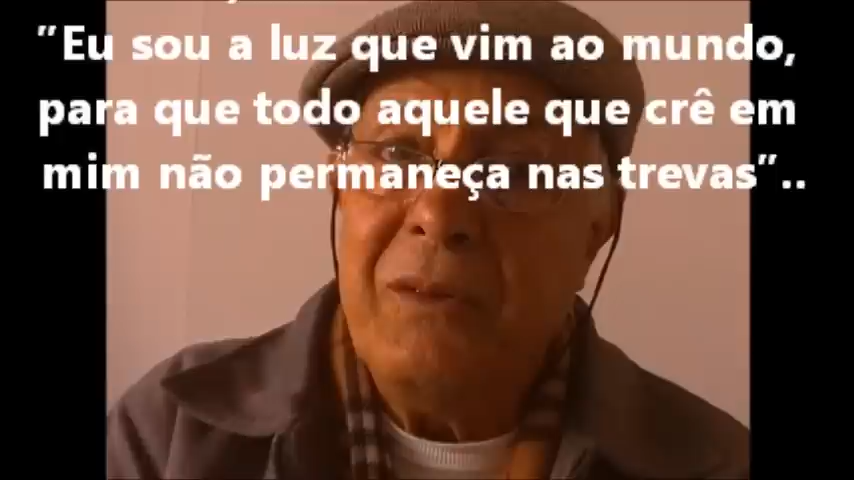 "Eu sou a luz que vim ao mundo,
para que todo aquele que crê em
mim não permaneça nas trevas"..